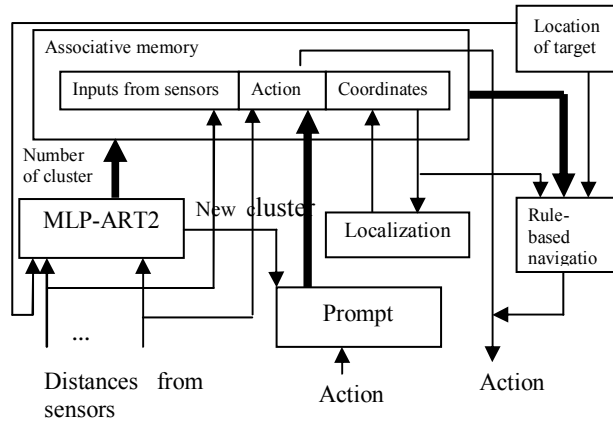 Location
of target
Associative memory
Inputs from sensors
Action
Coordinates
Number
of cluster
MLP-ART2
New cluster
Localization
Rule-
based
navigatio
Prompt
...
Distances from
sensors
Action
Action